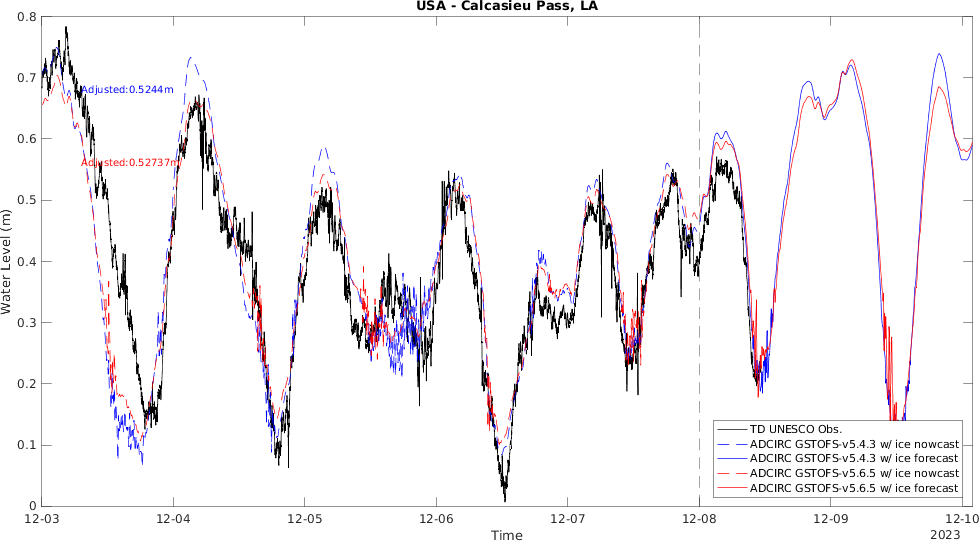 USA - Calcasieu Pass, LA
0.8
0.7
0.6
0.5
0.4
0.3
0.2
0.1
0
Water Level (m)
Adjusted:0.5244m
Adjusted:0.52737m
TD UNESCO Obs.
ADCIRC GSTOFS-v5.4.3 w/ ice nowcast
ADCIRC GSTOFS-v5.4.3 w/ ice forecast
ADCIRC GSTOFS-v5.6.5 w/ ice nowcast
ADCIRC GSTOFS-v5.6.5 w/ ice forecast
12-03 12-04 12-05 12-06 12-07 12-08 12-09 12-10
Time
2023